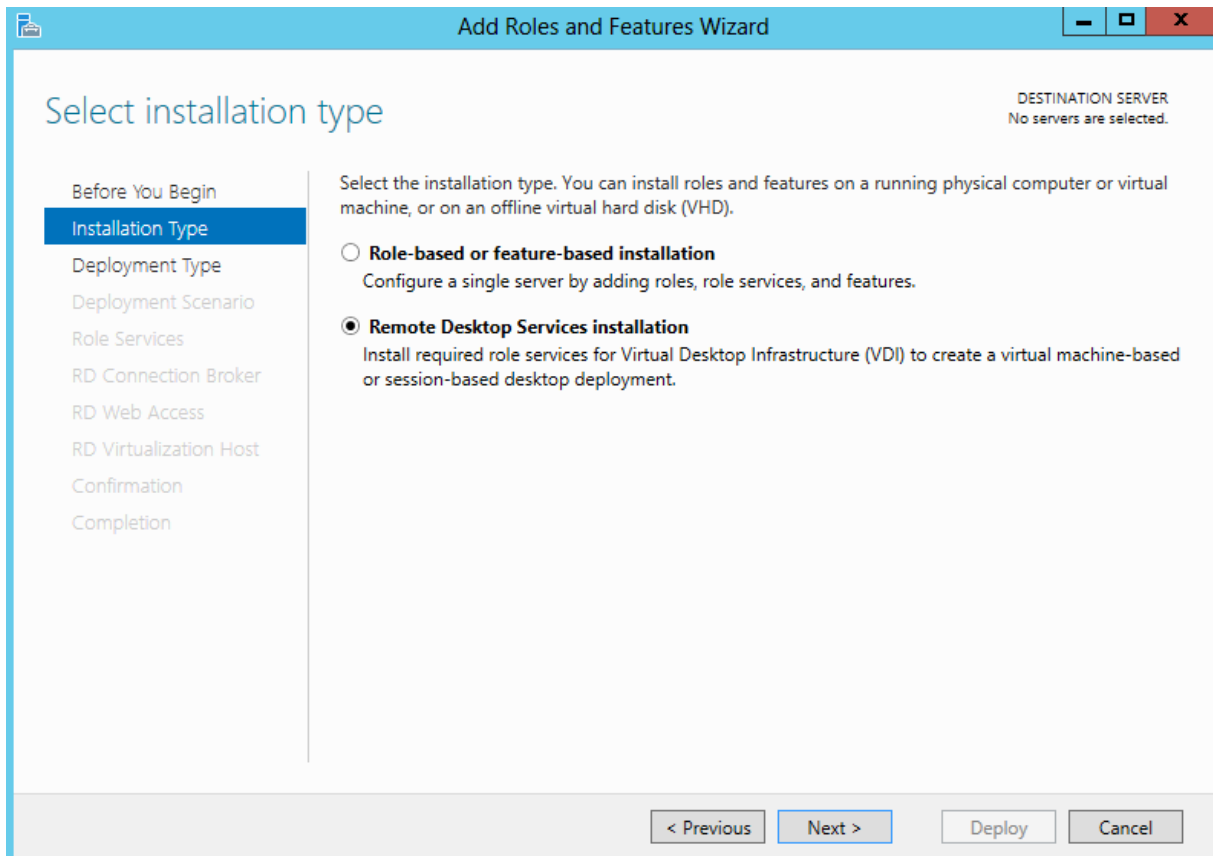 Add Roles and Features Wizard
Select installation type
DESTINATION SERVER
No servers are selected.
Before You Begin
Installation Type
Deployment Type
Deployment Scenario
Role Services
RD Connection Broker
RD Web Access
RD Virtualization Host
Confirmation
Completion
Select the installation type. You can install roles and features on a running physical computer or virtual
machine, or on an offline virtual hard disk (VHD).
Role-based or feature-based installation
Configure a single server by adding roles, role services, and features.
Remote Desktop Services installation
Install required role services for Virtual Desktop Infrastructure (VDI) to create a virtual machine-based
or session-based desktop deployment.
< Previous
Next >
Deploy
Cancel